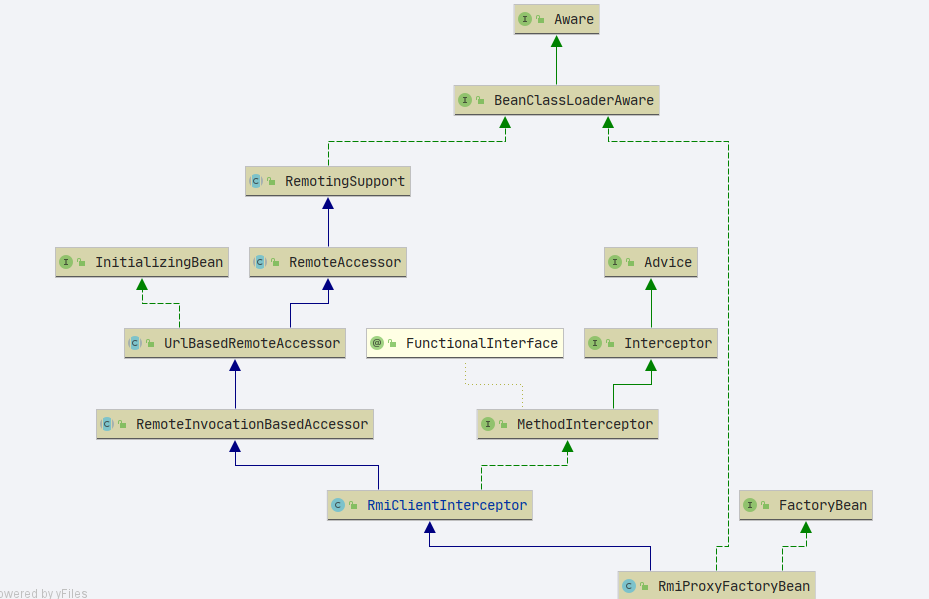 Aware
BeanClassLoaderAware
RemotingSupport
InitializingBean
RemoteAccessor
Advice
UrlBasedRemoteAccessor
FunctionalInterface
Interceptor
RemoteInvocationBasedAccessor
MethodInterceptor
RmiClientInterceptor
FactoryBean
RmiProxyFactoryBean
owered by yFiles